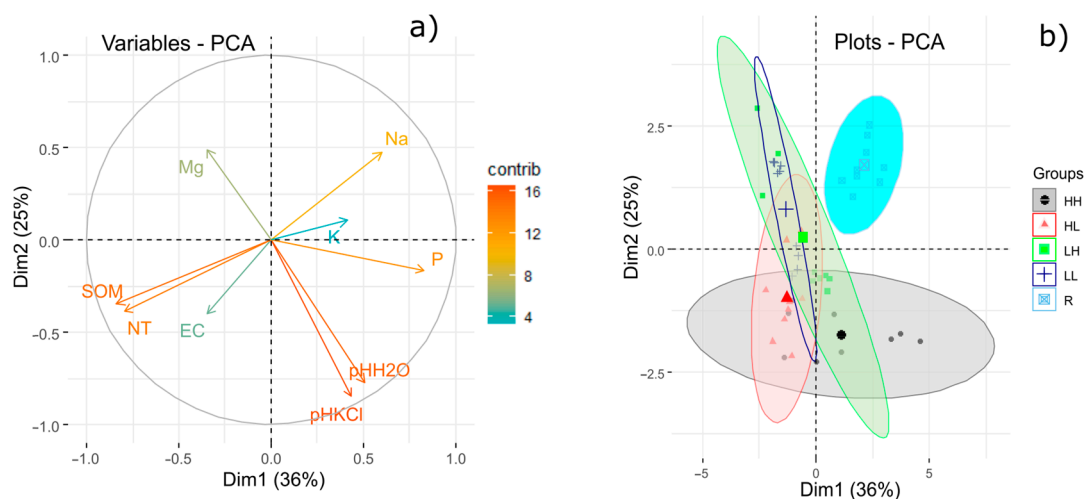 Variables - PCA
a)
1.0
0.5
0.0
−0.5
−1.0
Dim2 (25%)
Na
Mg
K
P
SOM
NT
EC
pHH2O
pHKCl
−1.0
−0.5
0.0
0.5
1.0
Dim1 (36%)
contrib
16
12
8
4
Plots - PCA
b)
2.5
0.0
−2.5
Dim2 (25%)
−5
0
5
Dim1 (36%)
Groups
HH
HL
LH
LL
R